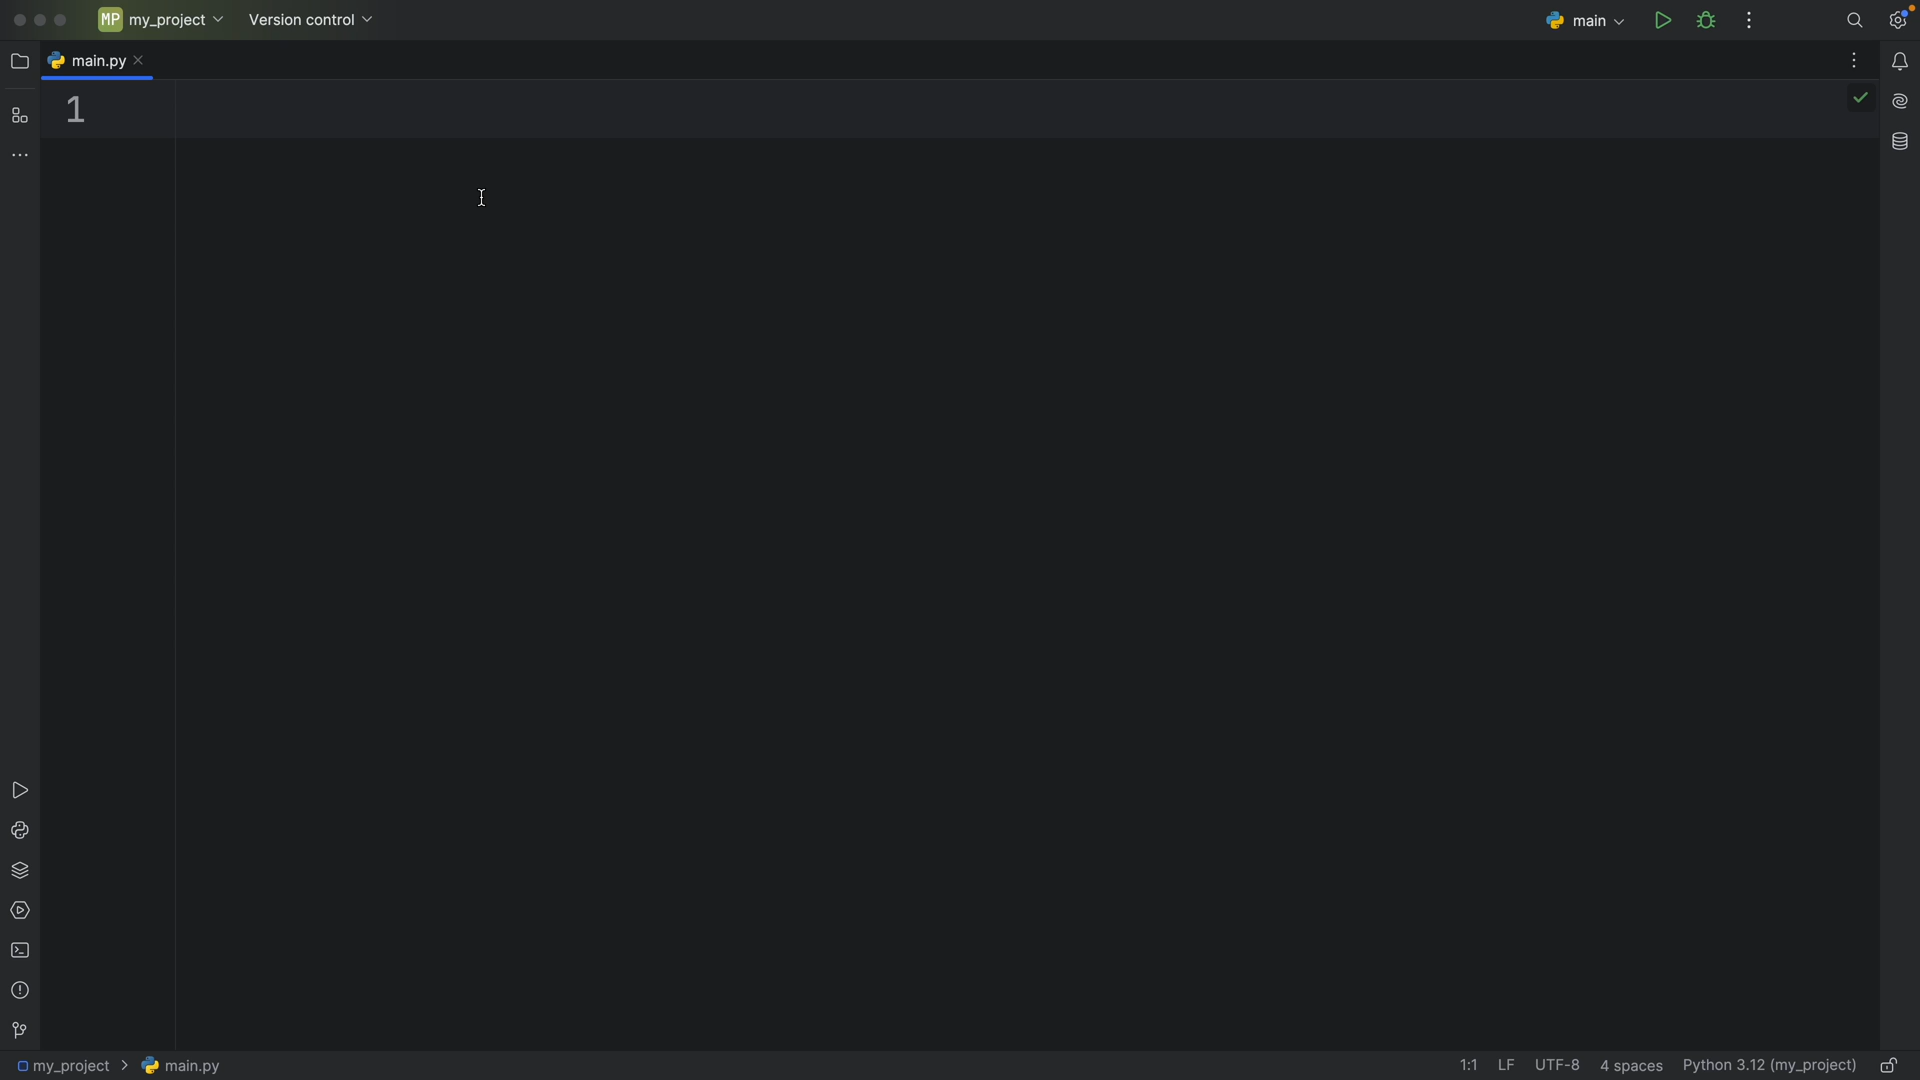 MP my_project Version control main
main.py
1
my_project > main.py 1:1 LF UTF-8 4 spaces Python 3.12 (my_project)